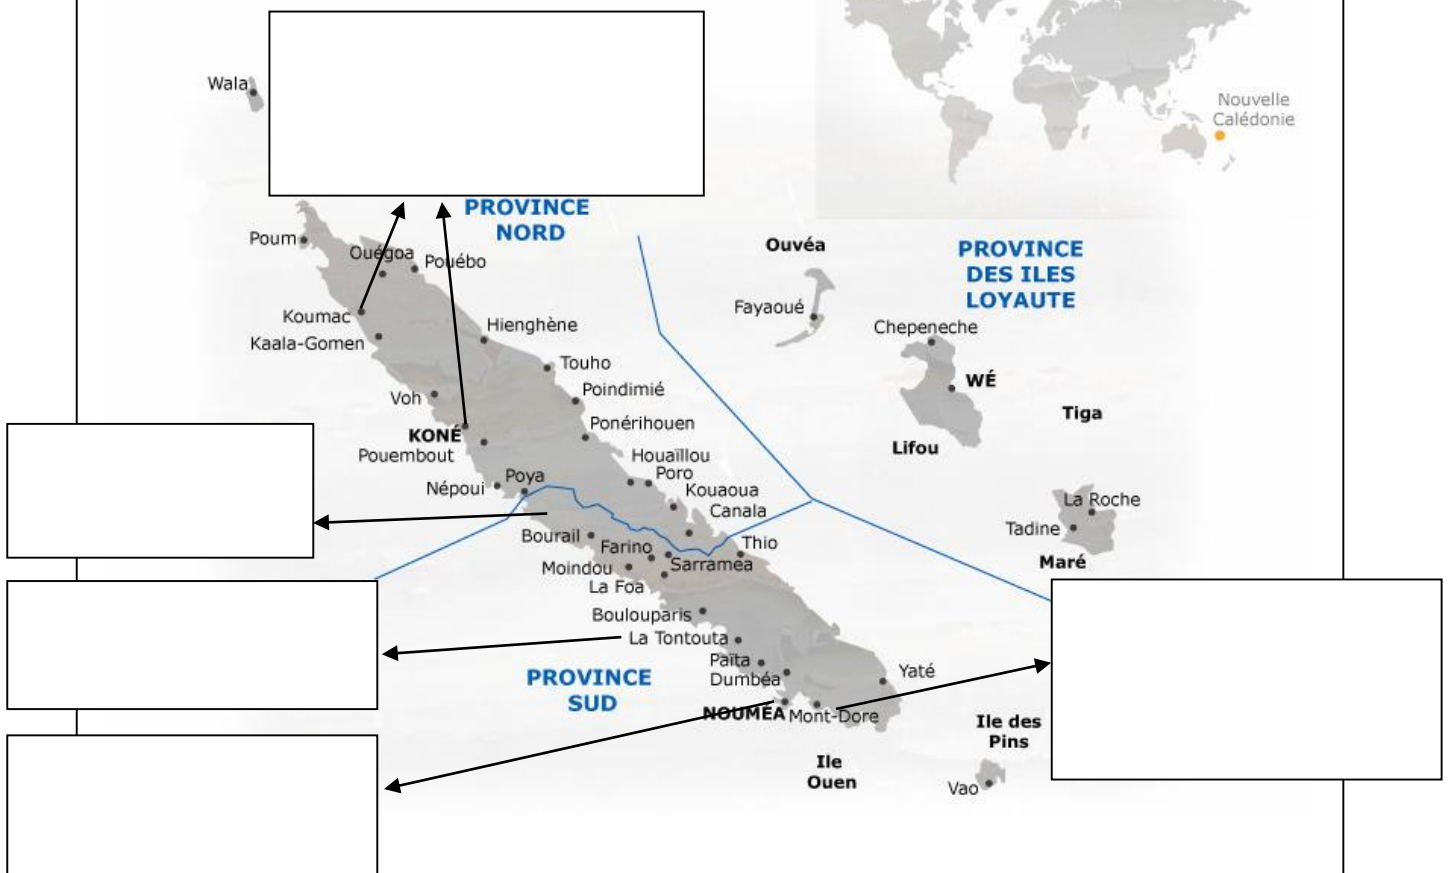 Wala
Nouvelle
Calédonie
PROVINCE
NORD
Poum
Ouégoa
Pouébo
Ouvéa
PROVINCE
DES ILES
LOYAUTE
Fayaoué
Koumac
Hienghène
Chepeneche
Kaala-Gomen
Touho
WÉ
Poindimié
Voh
Tiga
Ponérihouen
KONÉ
Pouembout
Houaïllou
Lifou
Poro
Népoui
Poya
Kouaoua
La Roche
Canala
Tadine
Bourail
Farino
Thio
Maré
Moindou
Sarramea
La Foa
Boulouparis
La Tontouta
Païta
Dumbéa
Yaté
PROVINCE
SUD
NOUMÉA
Mont-Dore
Ile des
Pins
Ile
Ouen
Vao